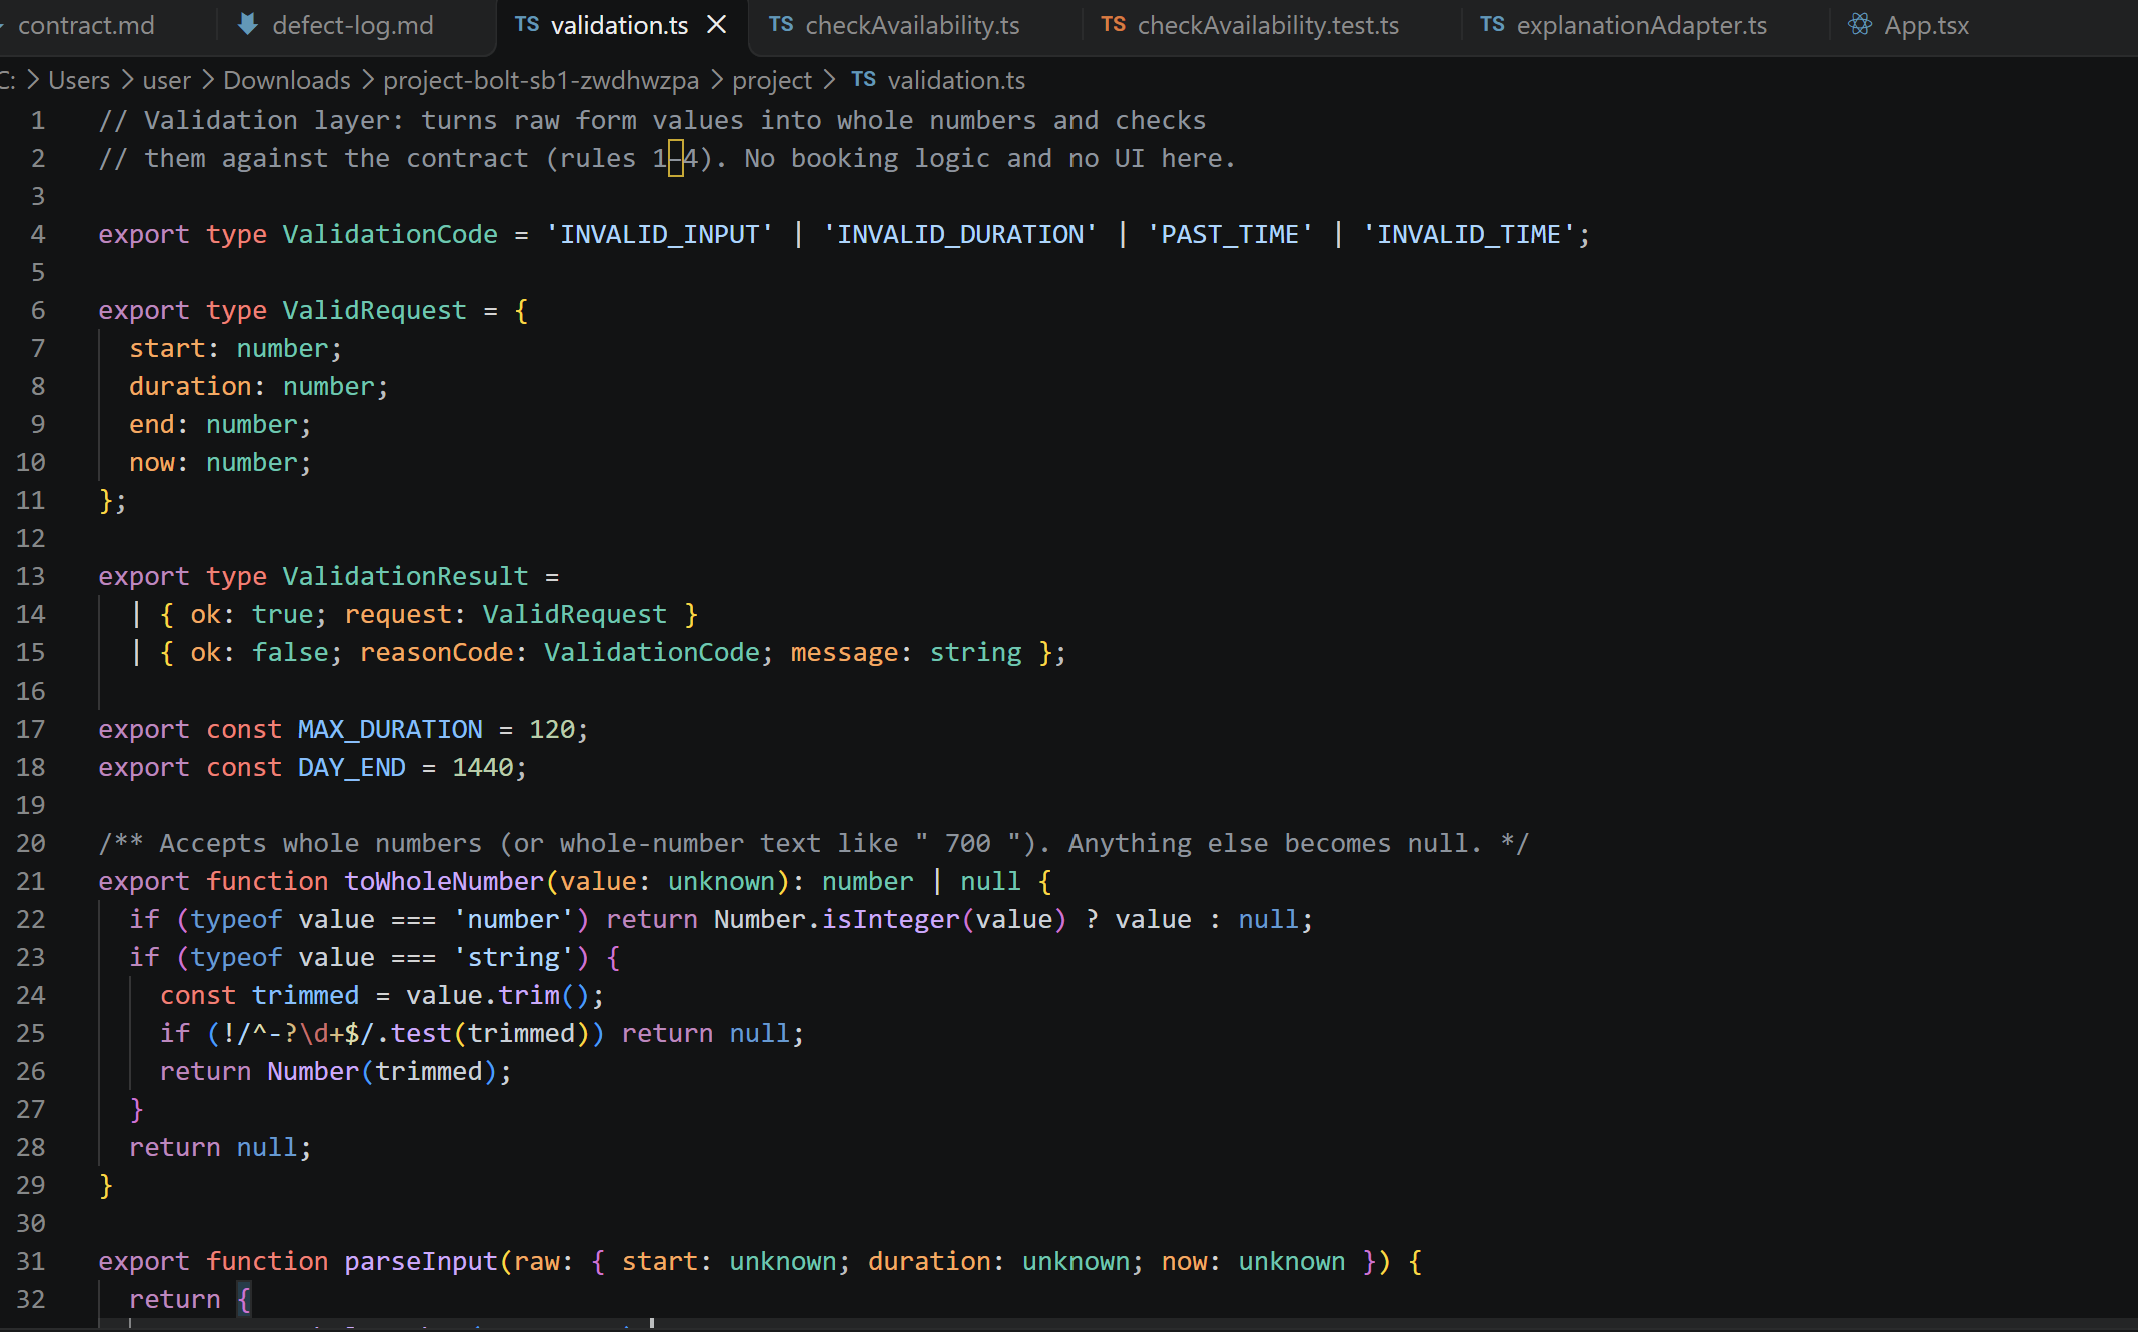 contract.md defect-log.md TS validation.ts TS checkAvailability.ts TS checkAvailability.test.ts TS explanationAdapter.ts App.tsx
C: > Users > user > Downloads > project-bolt-sb1-zwdhwzpa > project > TS validation.ts
1 // Validation layer: turns raw form values into whole numbers and checks
2 // them against the contract (rules 1–4). No booking logic and no UI here.
3
4 export type ValidationCode = 'INVALID_INPUT' | 'INVALID_DURATION' | 'PAST_TIME' | 'INVALID_TIME';
5
6 export type ValidRequest = {
7   start: number;
8   duration: number;
9   end: number;
10   now: number;
11 };
12
13 export type ValidationResult =
14   | { ok: true; request: ValidRequest }
15   | { ok: false; reasonCode: ValidationCode; message: string };
16
17 export const MAX_DURATION = 120;
18 export const DAY_END = 1440;
19
20 /** Accepts whole numbers (or whole-number text like " 700 "). Anything else becomes null. */
21 export function toWholeNumber(value: unknown): number | null {
22   if (typeof value === 'number') return Number.isInteger(value) ? value : null;
23   if (typeof value === 'string') {
24     const trimmed = value.trim();
25     if (!/^-?\d+$/.test(trimmed)) return null;
26     return Number(trimmed);
27   }
28   return null;
29 }
30
31 export function parseInput(raw: { start: unknown; duration: unknown; now: unknown }) {
32   return {